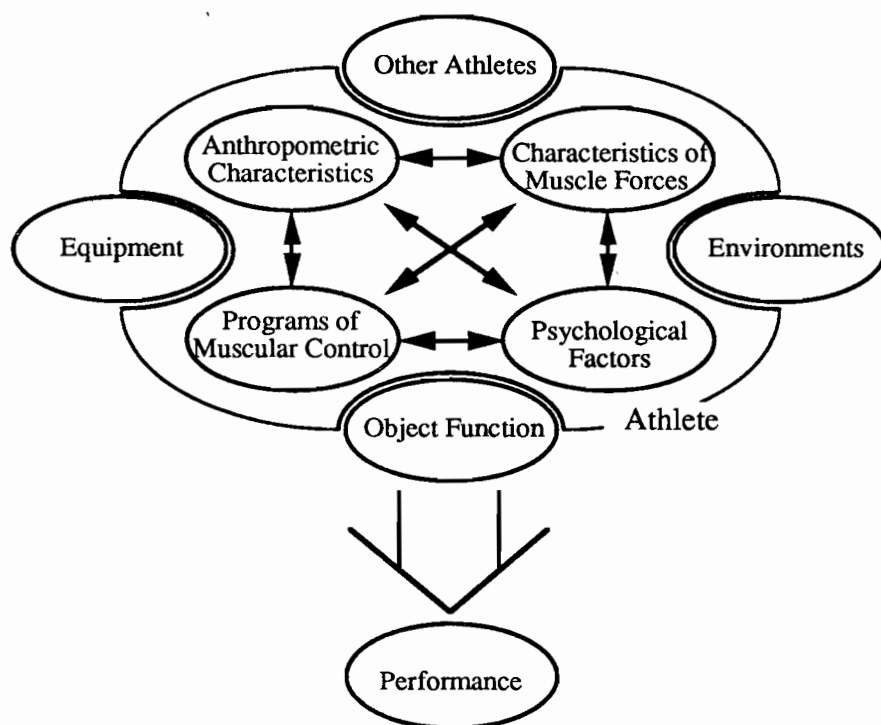 Other Athletes
Anthropometric
Characteristics
Characteristics of
Muscle Forces
Equipment
Environments
Programs of
Muscular Control
Psychological
Factors
Object Function
Athlete
Performance